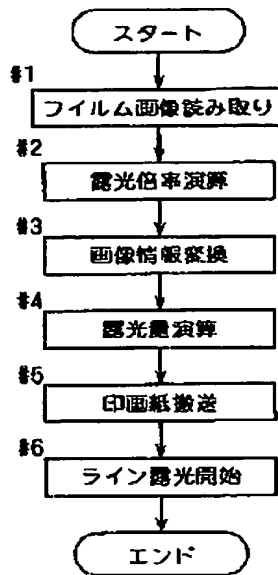 スタート
#1
フイルム画像読み取り
#2
露光倍率演算
#3
画像情報変換
#4
露光量演算
#5
印画紙搬送
#6
ライン露光開始
エンド